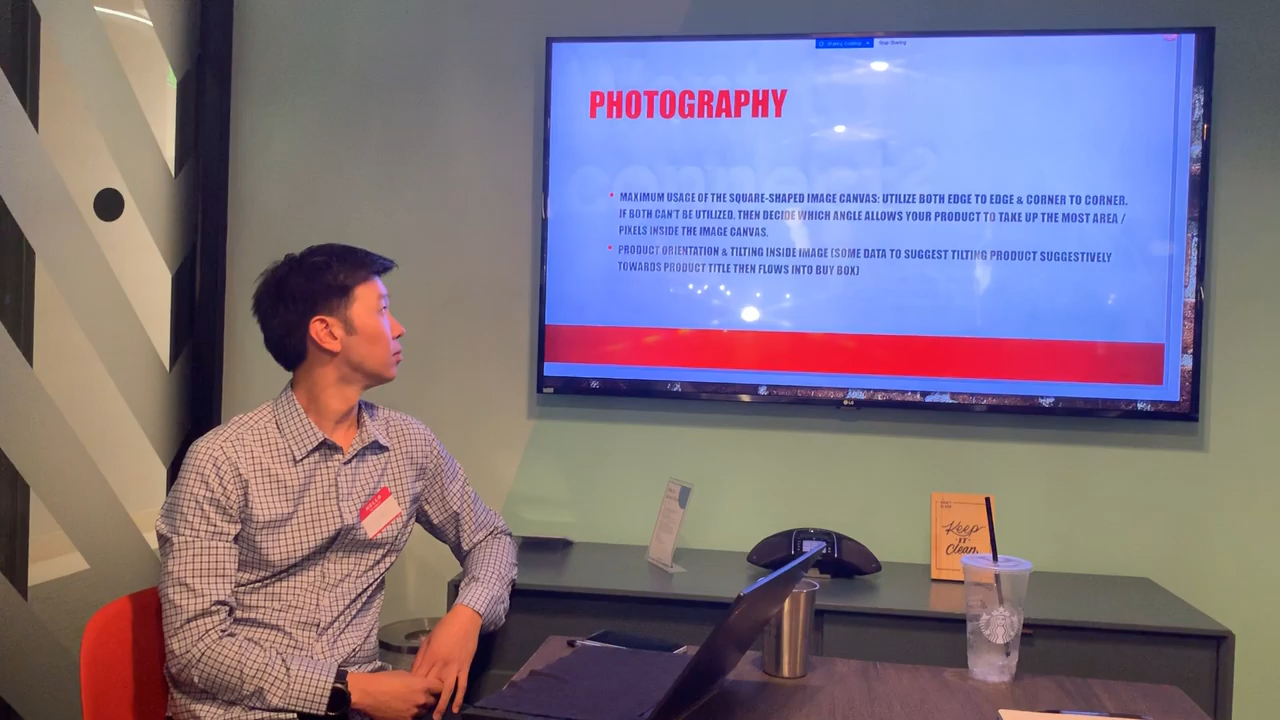 Stop Sharing
PHOTOGRAPHY
• MAXIMUM USAGE OF THE SQUARE-SHAPED IMAGE CANVAS: UTILIZE BOTH EDGE TO EDGE & CORNER TO CORNER.
IF BOTH CAN'T BE UTILIZED, THEN DECIDE WHICH ANGLE ALLOWS YOUR PRODUCT TO TAKE UP THE MOST AREA /
PIXELS INSIDE THE IMAGE CANVAS.
• PRODUCT ORIENTATION & TILTING INSIDE IMAGE (SOME DATA TO SUGGEST TILTING PRODUCT SUGGESTIVELY
TOWARDS PRODUCT TITLE THEN FLOWS INTO BUY BOX)
LG
HELLO
Keep
IT
Clean.